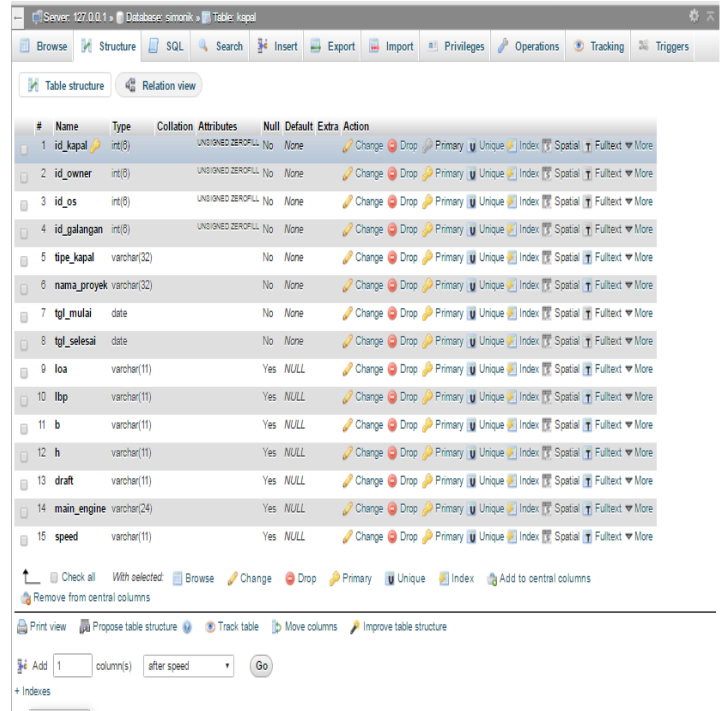 Server: 127.0.0.1 » Database: simonik » Table: kapal
Browse Structure SQL Search Insert Export Import Privileges Operations Tracking Triggers
Table structure Relation view
# Name Type Collation Attributes Null Default Extra Action
1 id_kapal int(6) UNSIGNED ZEROFILL No None Change Drop Primary Unique Index Spatial Fulltext More
2 id_owner int(6) UNSIGNED ZEROFILL No None Change Drop Primary Unique Index Spatial Fulltext More
3 id_os int(6) UNSIGNED ZEROFILL No None Change Drop Primary Unique Index Spatial Fulltext More
4 id_galangan int(6) UNSIGNED ZEROFILL No None Change Drop Primary Unique Index Spatial Fulltext More
5 tipe_kapal varchar(32) No None Change Drop Primary Unique Index Spatial Fulltext More
6 nama_proyek varchar(32) No None Change Drop Primary Unique Index Spatial Fulltext More
7 tgl_mulai date No None Change Drop Primary Unique Index Spatial Fulltext More
8 tgl_selesai date No None Change Drop Primary Unique Index Spatial Fulltext More
9 loa varchar(11) Yes NULL Change Drop Primary Unique Index Spatial Fulltext More
10 lbp varchar(11) Yes NULL Change Drop Primary Unique Index Spatial Fulltext More
11 b varchar(11) Yes NULL Change Drop Primary Unique Index Spatial Fulltext More
12 h varchar(11) Yes NULL Change Drop Primary Unique Index Spatial Fulltext More
13 draft varchar(11) Yes NULL Change Drop Primary Unique Index Spatial Fulltext More
14 main_engine varchar(24) Yes NULL Change Drop Primary Unique Index Spatial Fulltext More
15 speed varchar(11) Yes NULL Change Drop Primary Unique Index Spatial Fulltext More
Check all With selected: Browse Change Drop Primary Unique Index Add to central columns
Remove from central columns
Print view Propose table structure Track table Move columns Improve table structure
Add 1 column(s) after speed Go
+ Indexes